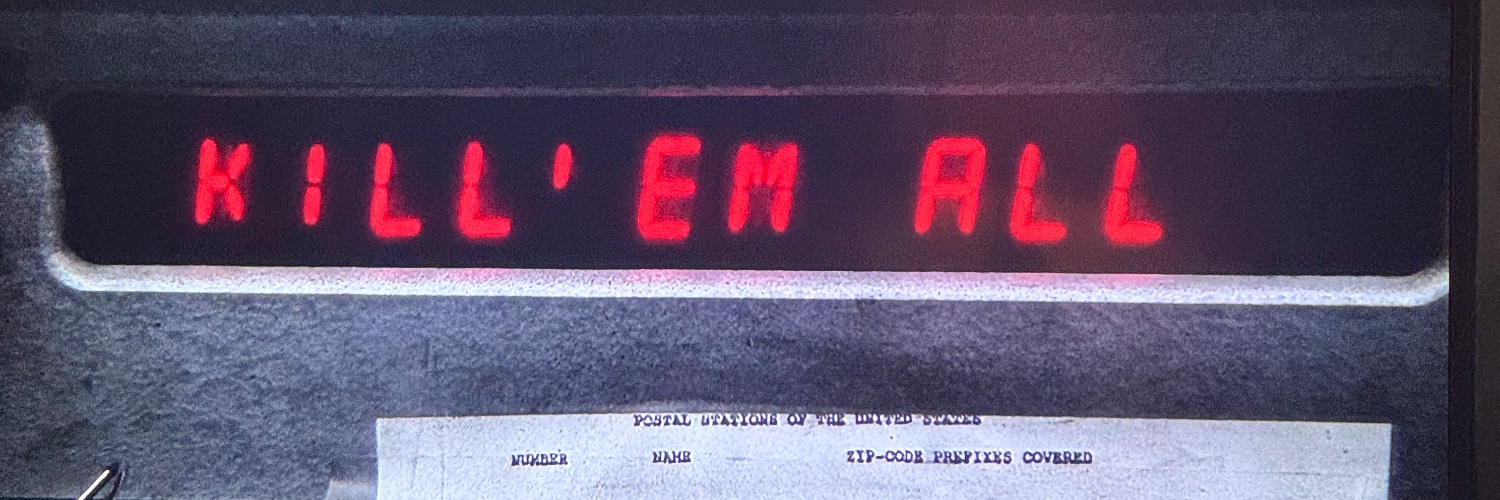 KILL'EM ALL
POSTAL STATIONS OF THE UNITED STATES
NUMBER NAME ZIP-CODE PREFIXES COVERED